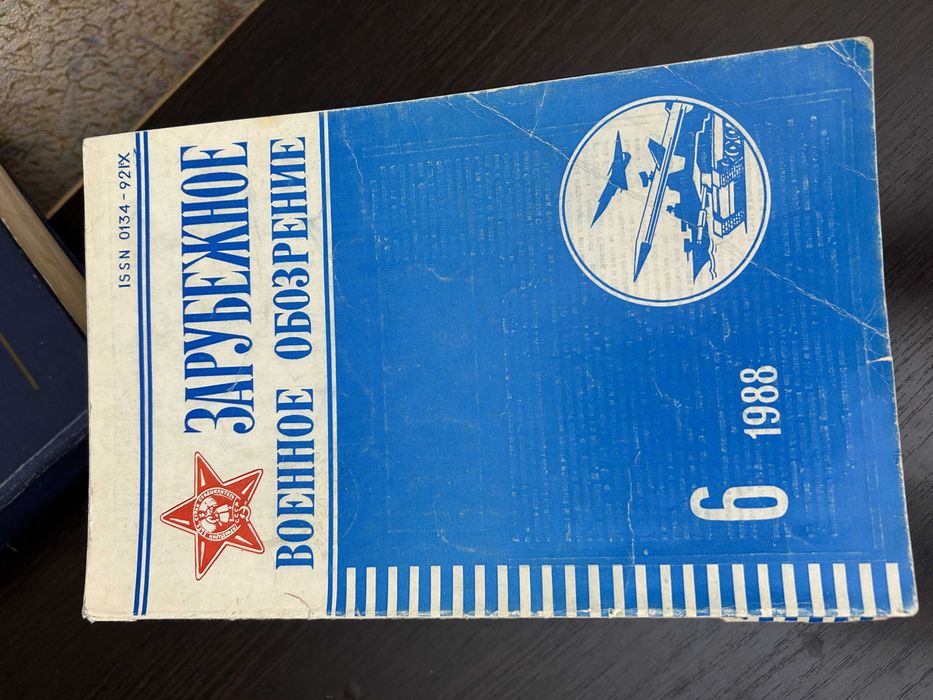 ISSN 0134-921X
ЗАРУБЕЖНОЕ
ВОЕННОЕ ОБОЗРЕНИЕ
6
1988